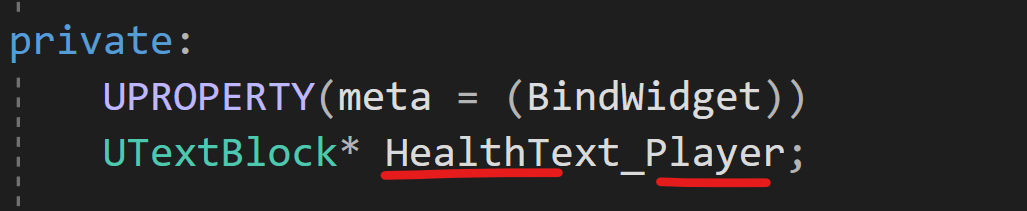 private:
UPROPERTY(meta = (BindWidget))
UTextBlock* HealthText_Player;